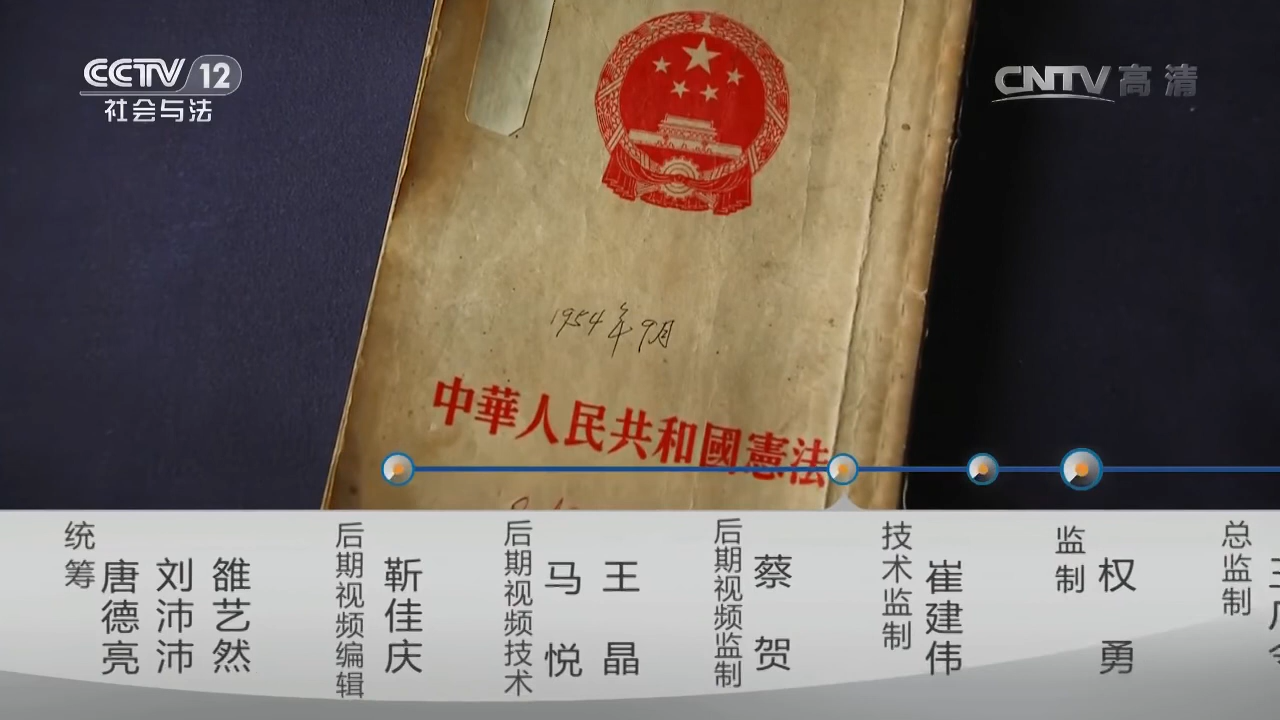 CCTV 12
社会与法
CNTV高清
1954年9月
中華人民共和國憲法
统筹
唐德亮
刘沛沛
雒艺然
后期视频编辑
靳佳庆
后期视频技术
马悦
王晶
后期视频监制
蔡贺
技术监制
崔建伟
监制
权勇
总监制